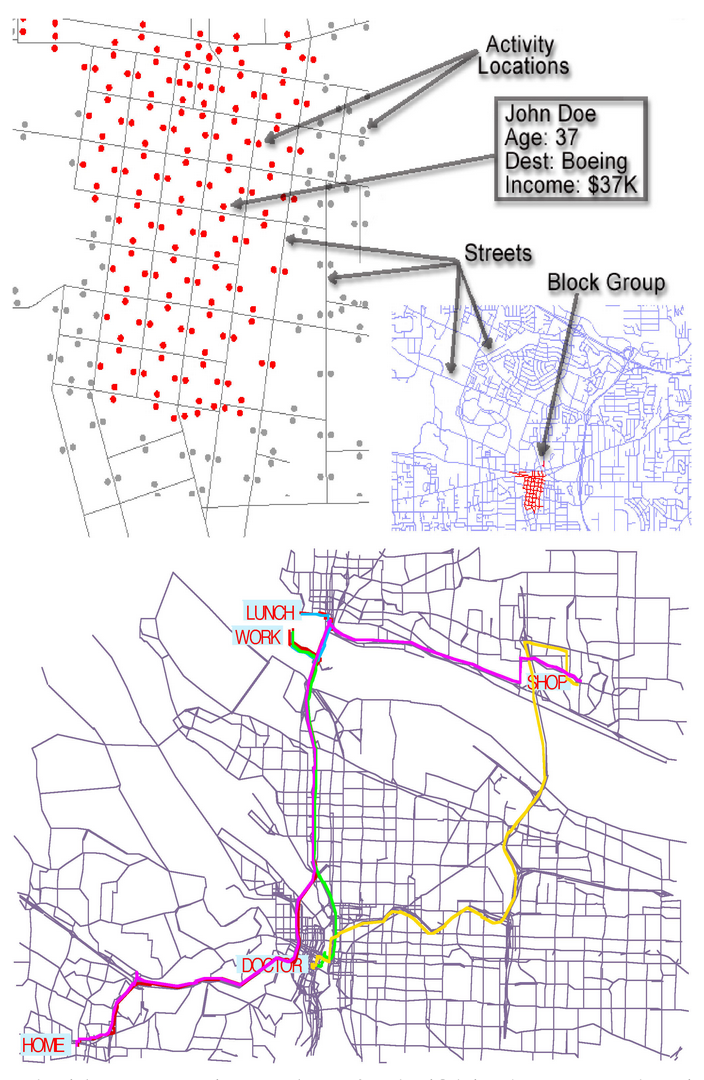 Activity
Locations
John Doe
Age: 37
Dest: Boeing
Income: $37K
Streets
Block Group
LUNCH
WORK
SHOP
DOCTOR
HOME